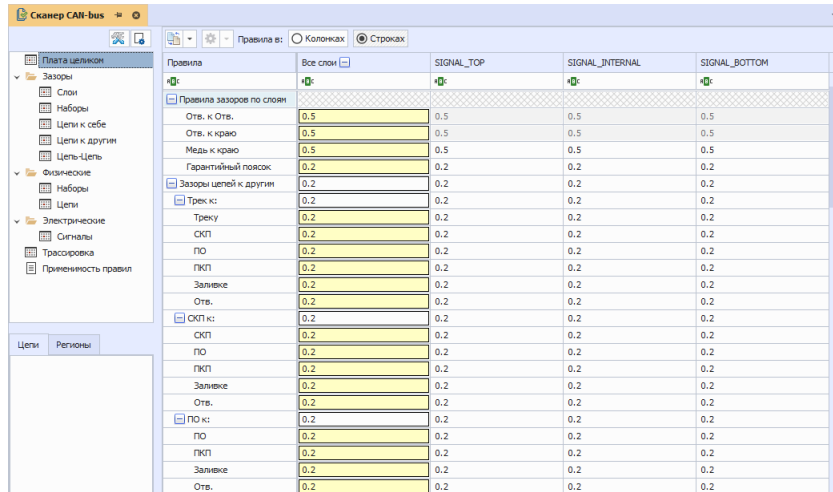 Сканер CAN-bus
Правила в: Колонках Строках
Плата целиком
Зазоры
Слои
Наборы
Цепи к себе
Цепи к другим
Цепь-Цепь
Физические
Наборы
Цепи
Электрические
Сигналы
Трассировка
Применимость правил
Цепи Регионы
Правила Все слои SIGNAL_TOP SIGNAL_INTERNAL SIGNAL_BOTTOM
Правила зазоров по слоям
Отв. к Отв. 0.5 0.5 0.5 0.5
Отв. к краю 0.5 0.5 0.5 0.5
Медь к краю 0.5 0.5 0.5 0.5
Гарантийный поясок 0.2 0.2 0.2 0.2
Зазоры цепей к другим 0.2 0.2 0.2 0.2
Трек к: 0.2 0.2 0.2 0.2
Треку 0.2 0.2 0.2 0.2
СКП 0.2 0.2 0.2 0.2
ПО 0.2 0.2 0.2 0.2
ПКП 0.2 0.2 0.2 0.2
Заливке 0.2 0.2 0.2 0.2
Отв. 0.2 0.2 0.2 0.2
СКП к: 0.2 0.2 0.2 0.2
СКП 0.2 0.2 0.2 0.2
ПО 0.2 0.2 0.2 0.2
ПКП 0.2 0.2 0.2 0.2
Заливке 0.2 0.2 0.2 0.2
Отв. 0.2 0.2 0.2 0.2
ПО к: 0.2 0.2 0.2 0.2
ПО 0.2 0.2 0.2 0.2
ПКП 0.2 0.2 0.2 0.2
Заливке 0.2 0.2 0.2 0.2
Отв. 0.2 0.2 0.2 0.2